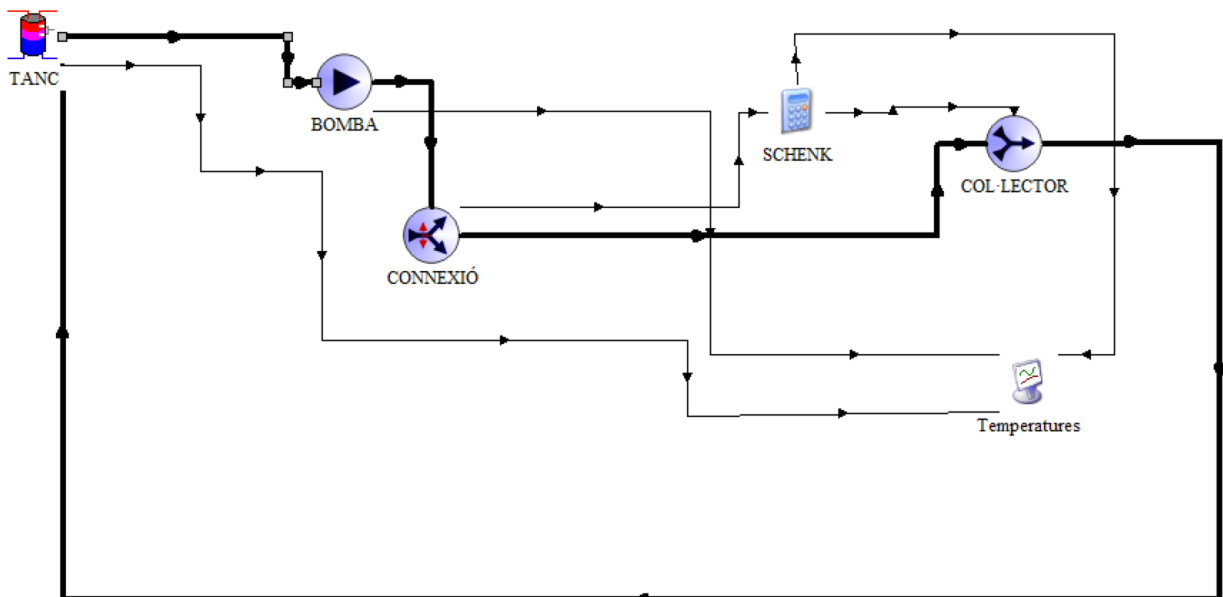 TANC
BOMBA
SCHENK
COL·LECTOR
CONNEXIÓ
Temperatures